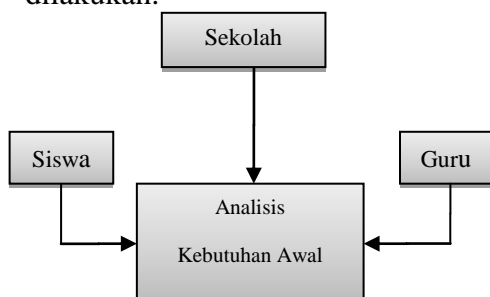 dilakukan.
Sekolah
Siswa
Guru
Analisis
Kebutuhan Awal